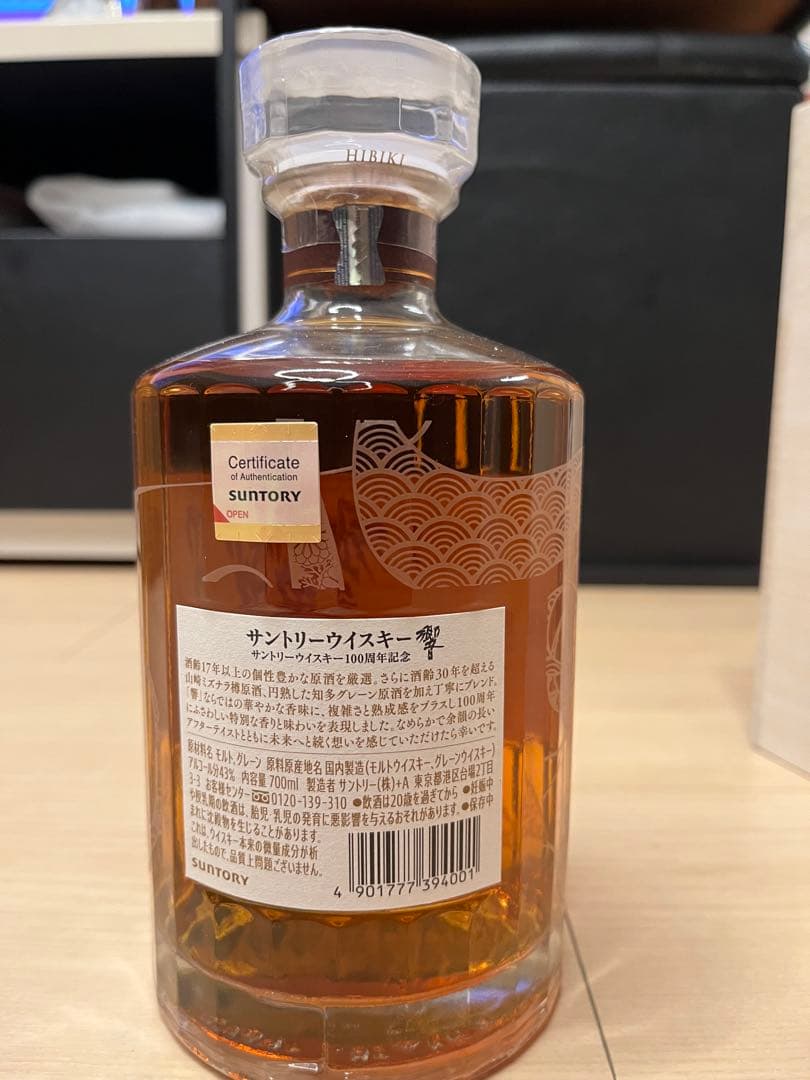 HIBIKI
Certificate
of Authentication
SUNTORY
OPEN
サントリーウイスキー 響
サントリーウイスキー100周年記念
酒齢17年以上の個性豊かな原酒を厳選。さらに酒齢30年を超える
山崎ミズナラ樽原酒、円熟した知多グレーン原酒を加え丁寧にブレンド。
「響」ならではの華やかな香味に、複雑さと熟成感をプラスし100周年
にふさわしい特別な香りと味わいを表現しました。なめらかで余韻の長い
アフターテイストとともに未来へと続く想いを感じていただけたら幸いです。
原材料名 モルト、グレーン 原料原産地名 国内製造(モルトウイスキー、グレーンウイスキー)
アルコール分43% 内容量 700ml 製造者 サントリー(株)+A 東京都港区台場2丁目
3-3 お客様センター 0120-139-310 ●飲酒は20歳を過ぎてから ●妊娠中
や授乳期の飲酒は、胎児・乳児の発育に悪影響を与えるおそれがあります。●保存中
まれに沈殿物を生じることがあります。
これは、ウイスキー本来の微量成分が析
出したもので、品質上問題ございません。
SUNTORY
4 901777 394001